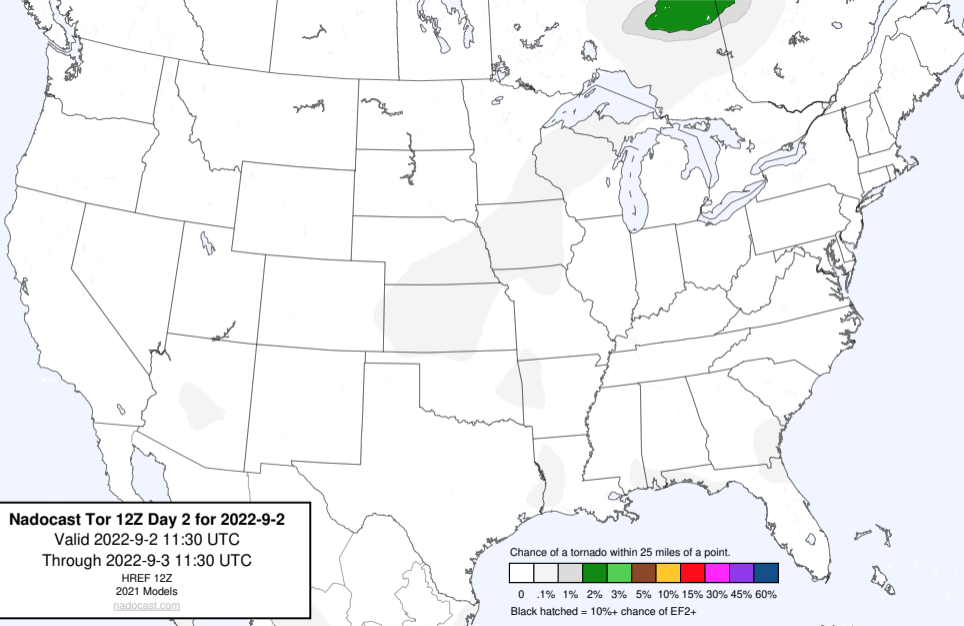 Nadocast Tor 12Z Day 2 for 2022-9-2
Valid 2022-9-2 11:30 UTC
Through 2022-9-3 11:30 UTC
HREF 12Z
2021 Models
nadocast.com
Chance of a tornado within 25 miles of a point.
0 .1% 1% 2% 3% 5% 10% 15% 30% 45% 60%
Black hatched = 10%+ chance of EF2+